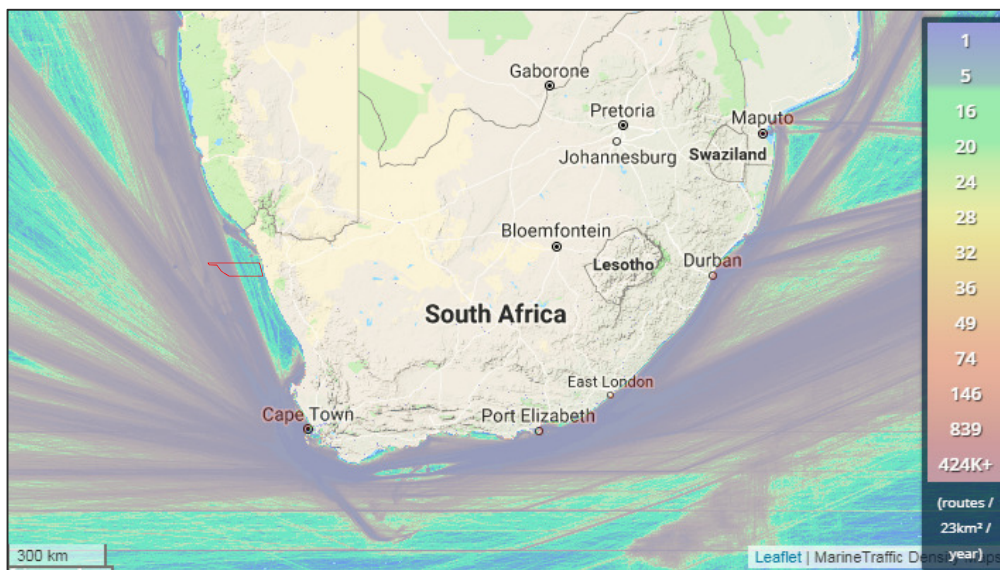 Gaborone
Pretoria
Johannesburg
Maputo
Swaziland
Bloemfontein
Lesotho
Durban
South Africa
East London
Cape Town
Port Elizabeth
1
5
16
20
24
28
32
36
49
74
146
839
424K+
(routes /
23km² /
year)
300 km
Leaflet | MarineTraffic Density Maps